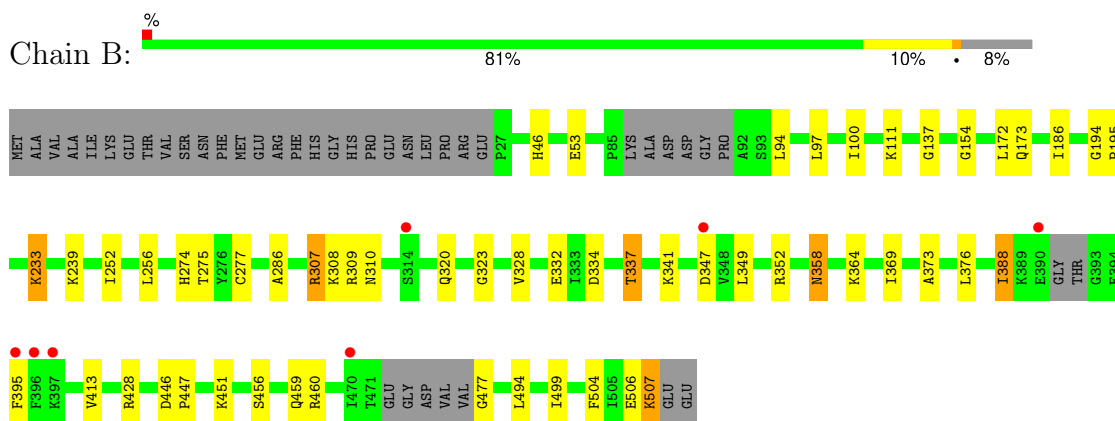 %
Chain B:
81% 10% • 8%
MET ALA VAL ALA ILE LYS GLU THR VAL SER ASN PHE MET GLU ARG PHE HIS GLY HIS PRO GLU ASN LEU PRO ARG GLU P27 H46 E53 P85 LYS ALA ASP ASP GLY PRO A92 S93 L94 L97 I100 K111 G137 G154 L172 Q173 I186 G194
K233 K239 I252 L256 H274 T275 Y276 C277 A286 R307 K308 R309 N310 S314 Q320 G323 V328 E332 I333 D334 T337 K341 D347 V348 L349 R352 N358 K364 I369 A373 L376 I388 K389 E390 GLY THR G393
F395 F396 K397 V413 R428 D446 P447 K451 S456 Q459 R460 I470 T471 GLU GLY ASP VAL VAL G477 L494 I499 F504 I505 E506 K507 GLU GLU